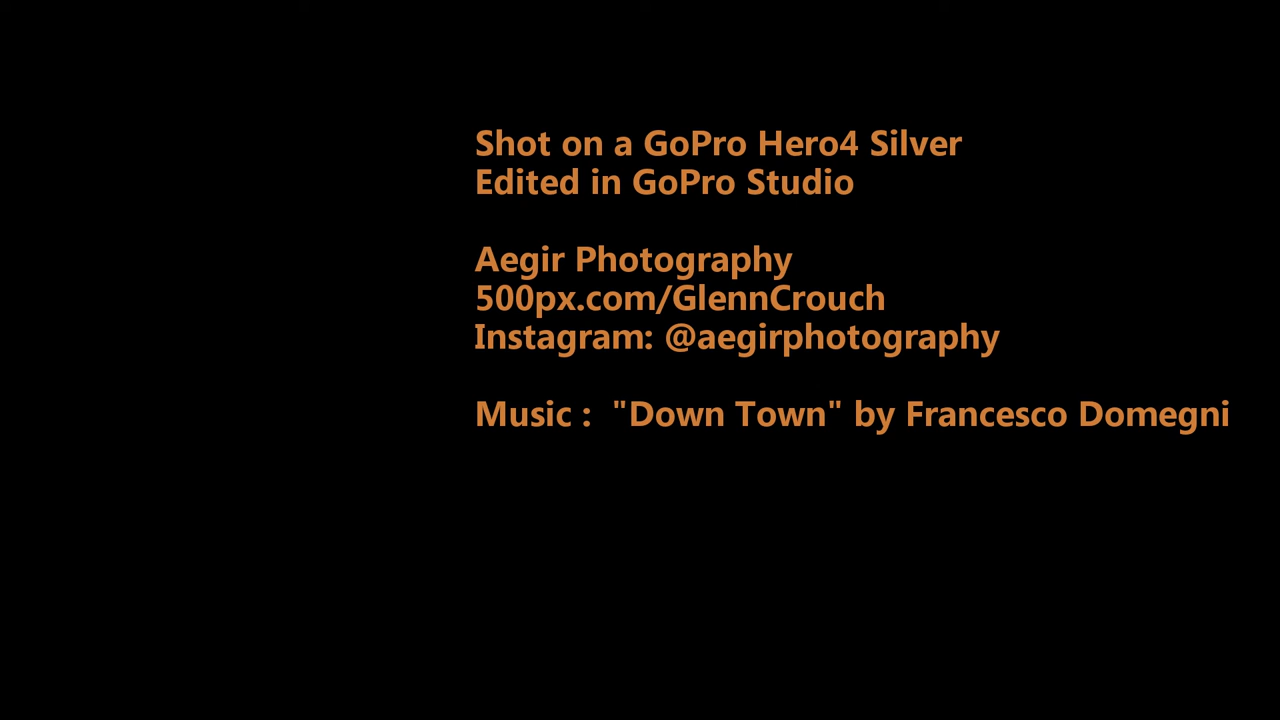 Shot on a GoPro Hero4 Silver
Edited in GoPro Studio
Aegir Photography
500px.com/GlennCrouch
Instagram: @aegirphotography
Music :  "Down Town" by Francesco Domegni